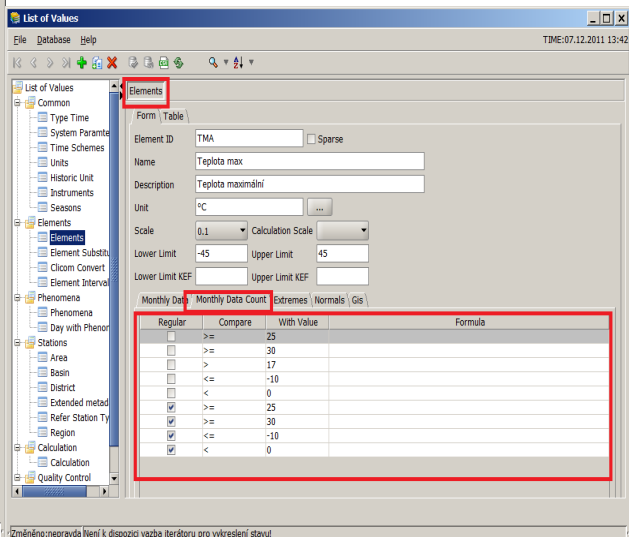 List of Values
File Database Help TIME:07.12.2011 13:42
List of Values
Common
Type Time
System Paramte
Time Schemes
Units
Historic Unit
Instruments
Seasons
Elements
Elements
Element Substitu
Clicom Convert
Element Interval
Phenomena
Phenomena
Day with Phenor
Stations
Area
Basin
District
Extended metad
Refer Station Ty
Region
Calculation
Calculation
Quality Control
Elements
Form Table
Element ID TMA Sparse
Name Teplota max
Description Teplota maximální
Unit °C ...
Scale 0.1 Calculation Scale
Lower Limit -45 Upper Limit 45
Lower Limit KEF Upper Limit KEF
Monthly Data Monthly Data Count Extremes Normals Gis
Regular Compare With Value Formula
>= 25
>= 30
> 17
<= -10
< 0
>= 25
>= 30
<= -10
< 0
Změněno:nepravda Není k dispozici vazba iterátoru pro vykreslení stavu!